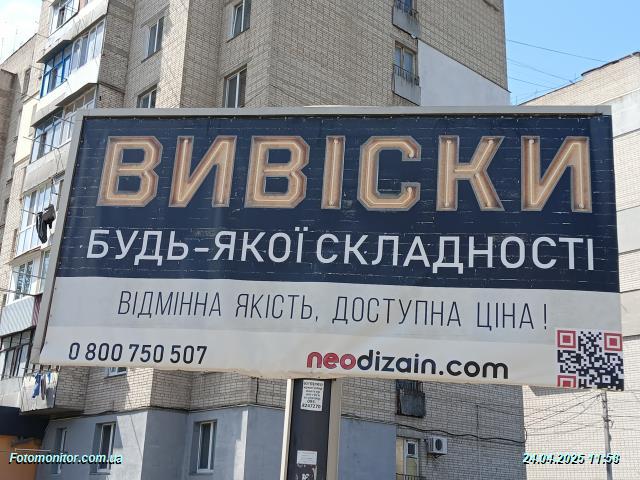 ВИВІСКИ
БУДЬ-ЯКОЇ СКЛАДНОСТІ
ВІДМІННА ЯКІСТЬ, ДОСТУПНА ЦІНА!
0 800 750 507
neodizain.com
Fotomonitor.com.ua
24.04.2025 11:58